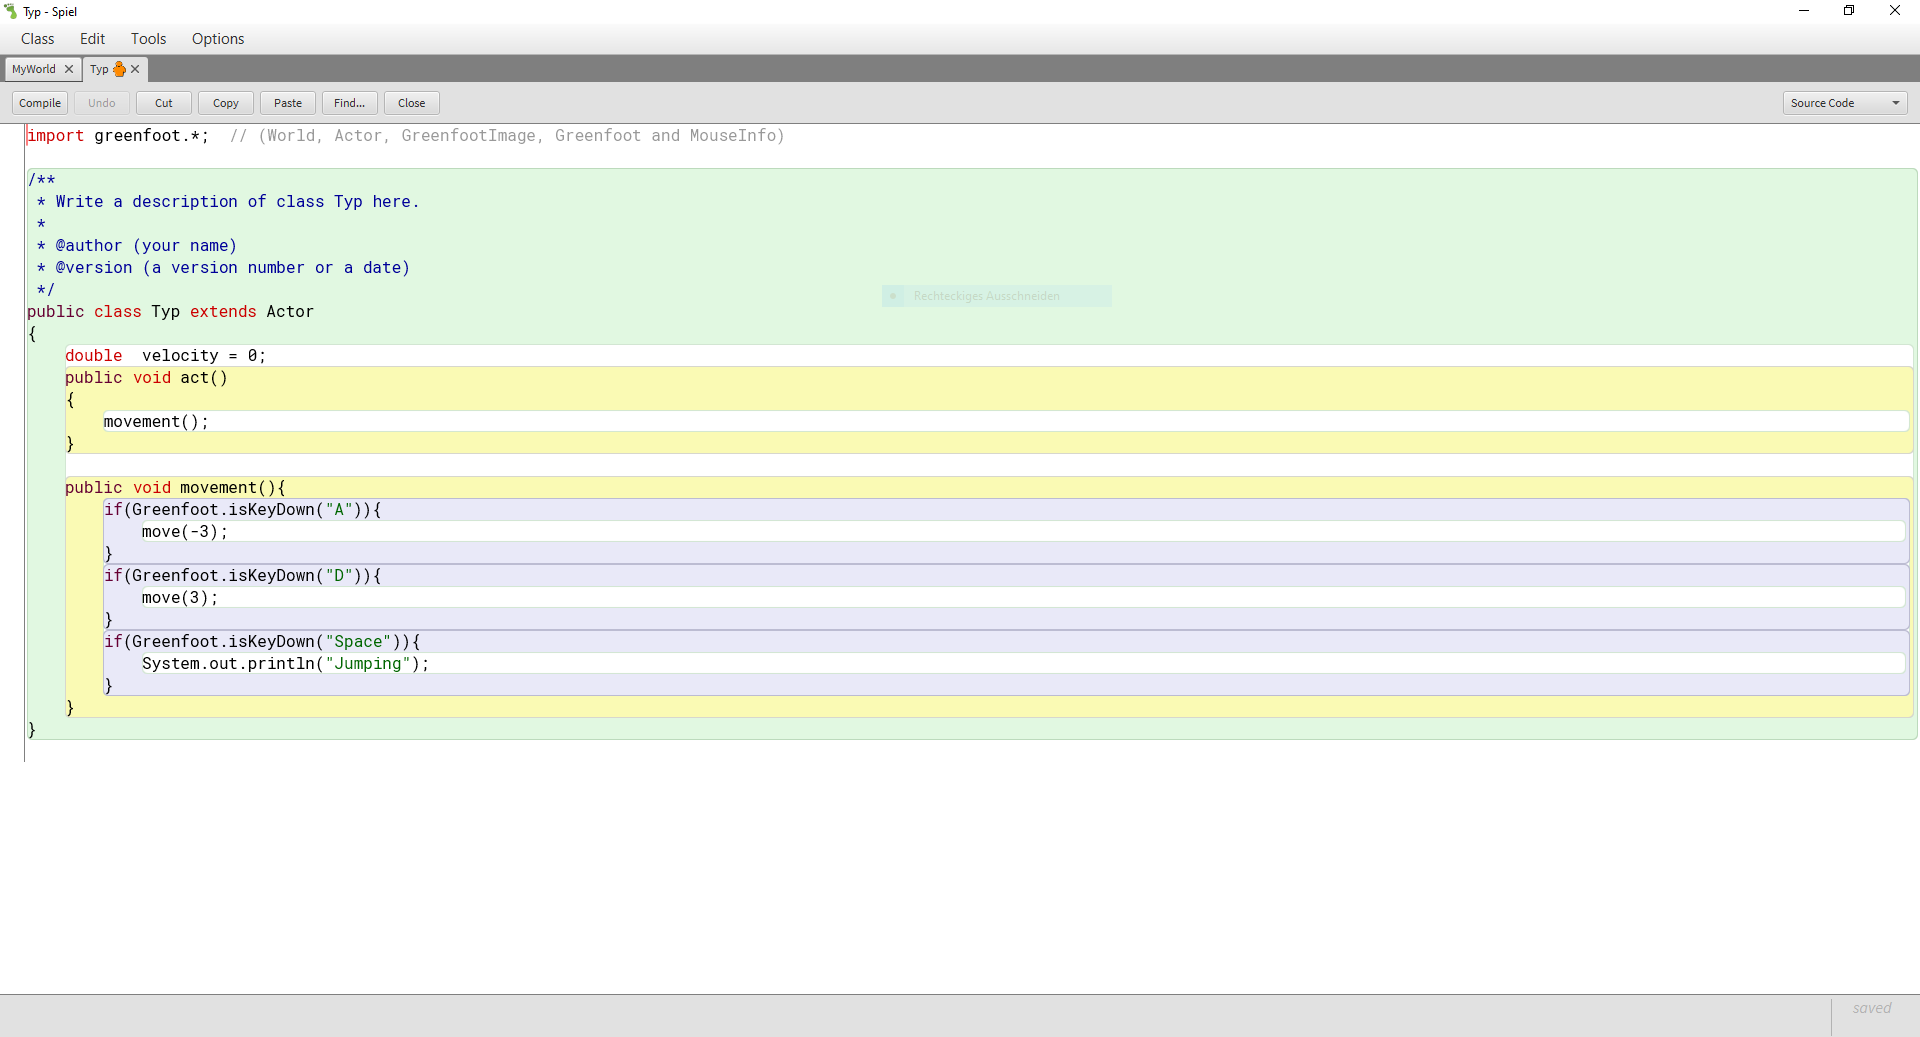 Typ - Spiel
Class Edit Tools Options
MyWorld Typ
Compile Undo Cut Copy Paste Find... Close Source Code
import greenfoot.*;  // (World, Actor, GreenfootImage, Greenfoot and MouseInfo)
/**
 * Write a description of class Typ here.
 *
 * @author (your name)
 * @version (a version number or a date)
 */
Rechteckiges Ausschneiden
public class Typ extends Actor
{
    double  velocity = 0;
    public void act()
    {
        movement();
    }
    public void movement(){
        if(Greenfoot.isKeyDown("A")){
            move(-3);
        }
        if(Greenfoot.isKeyDown("D")){
            move(3);
        }
        if(Greenfoot.isKeyDown("Space")){
            System.out.println("Jumping");
        }
    }
}
saved